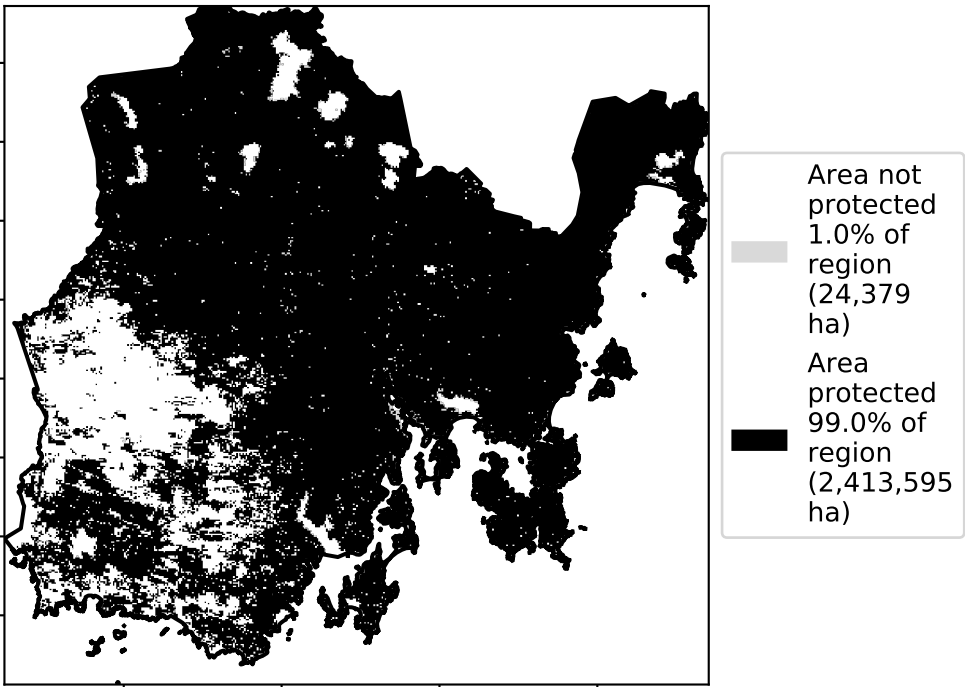 Area not
protected
1.0% of
region
(24,379
ha)
Area
protected
99.0% of
region
(2,413,595
ha)